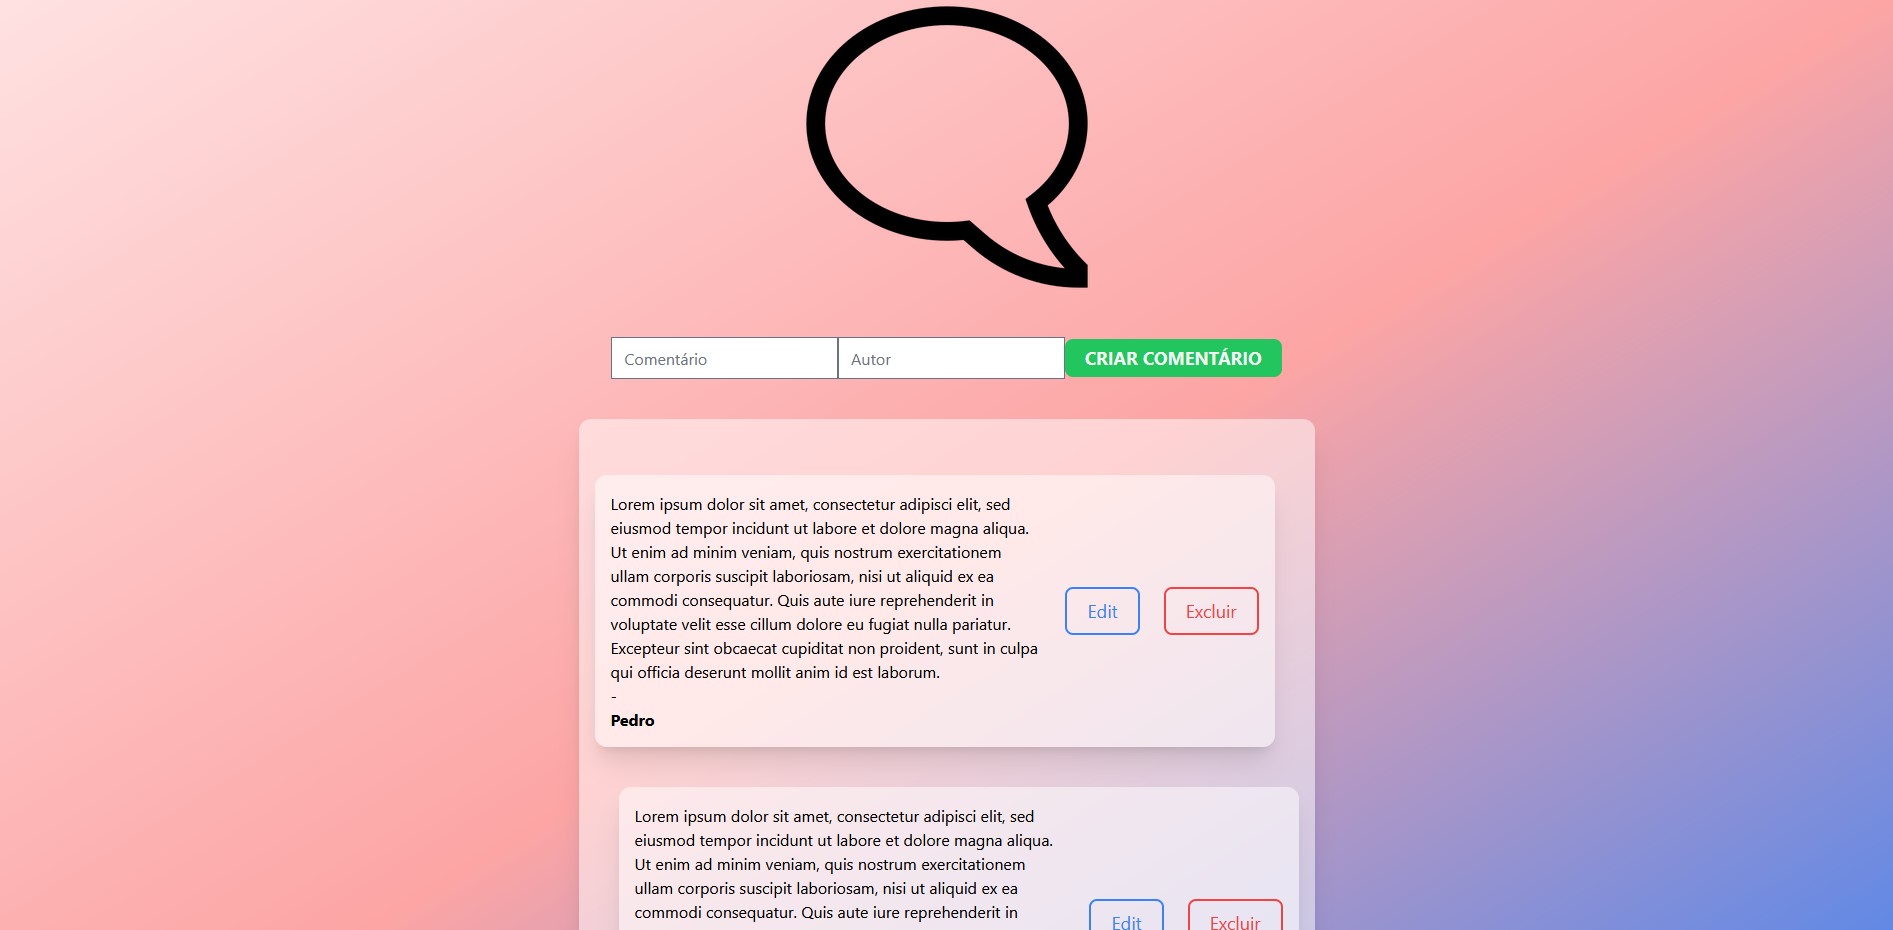 Comentário
Autor
CRIAR COMENTÁRIO
Lorem ipsum dolor sit amet, consectetur adipisci elit, sed
eiusmod tempor incidunt ut labore et dolore magna aliqua.
Ut enim ad minim veniam, quis nostrum exercitationem
ullam corporis suscipit laboriosam, nisi ut aliquid ex ea
commodi consequatur. Quis aute iure reprehenderit in
voluptate velit esse cillum dolore eu fugiat nulla pariatur.
Excepteur sint obcaecat cupiditat non proident, sunt in culpa
qui officia deserunt mollit anim id est laborum.
-
Pedro
Edit
Excluir
Lorem ipsum dolor sit amet, consectetur adipisci elit, sed
eiusmod tempor incidunt ut labore et dolore magna aliqua.
Ut enim ad minim veniam, quis nostrum exercitationem
ullam corporis suscipit laboriosam, nisi ut aliquid ex ea
commodi consequatur. Quis aute iure reprehenderit in
Edit
Excluir